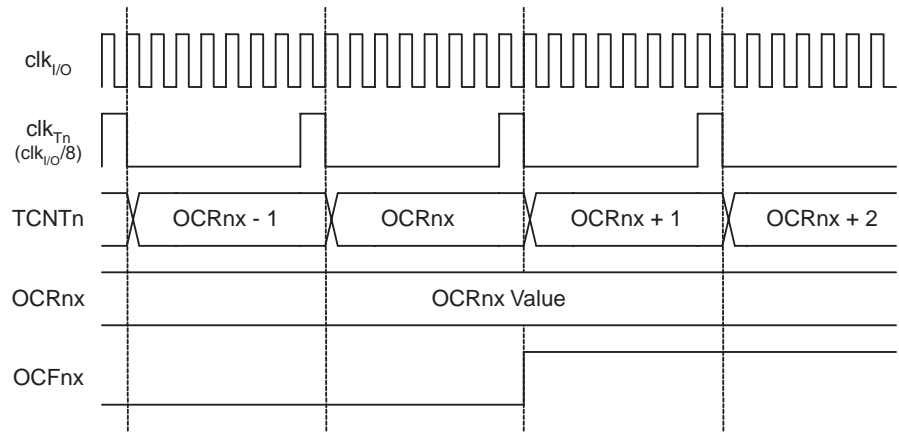 clkI/O
clkTn
(clkI/O/8)
TCNTn
OCRnx - 1 OCRnx OCRnx + 1 OCRnx + 2
OCRnx
OCRnx Value
OCFnx